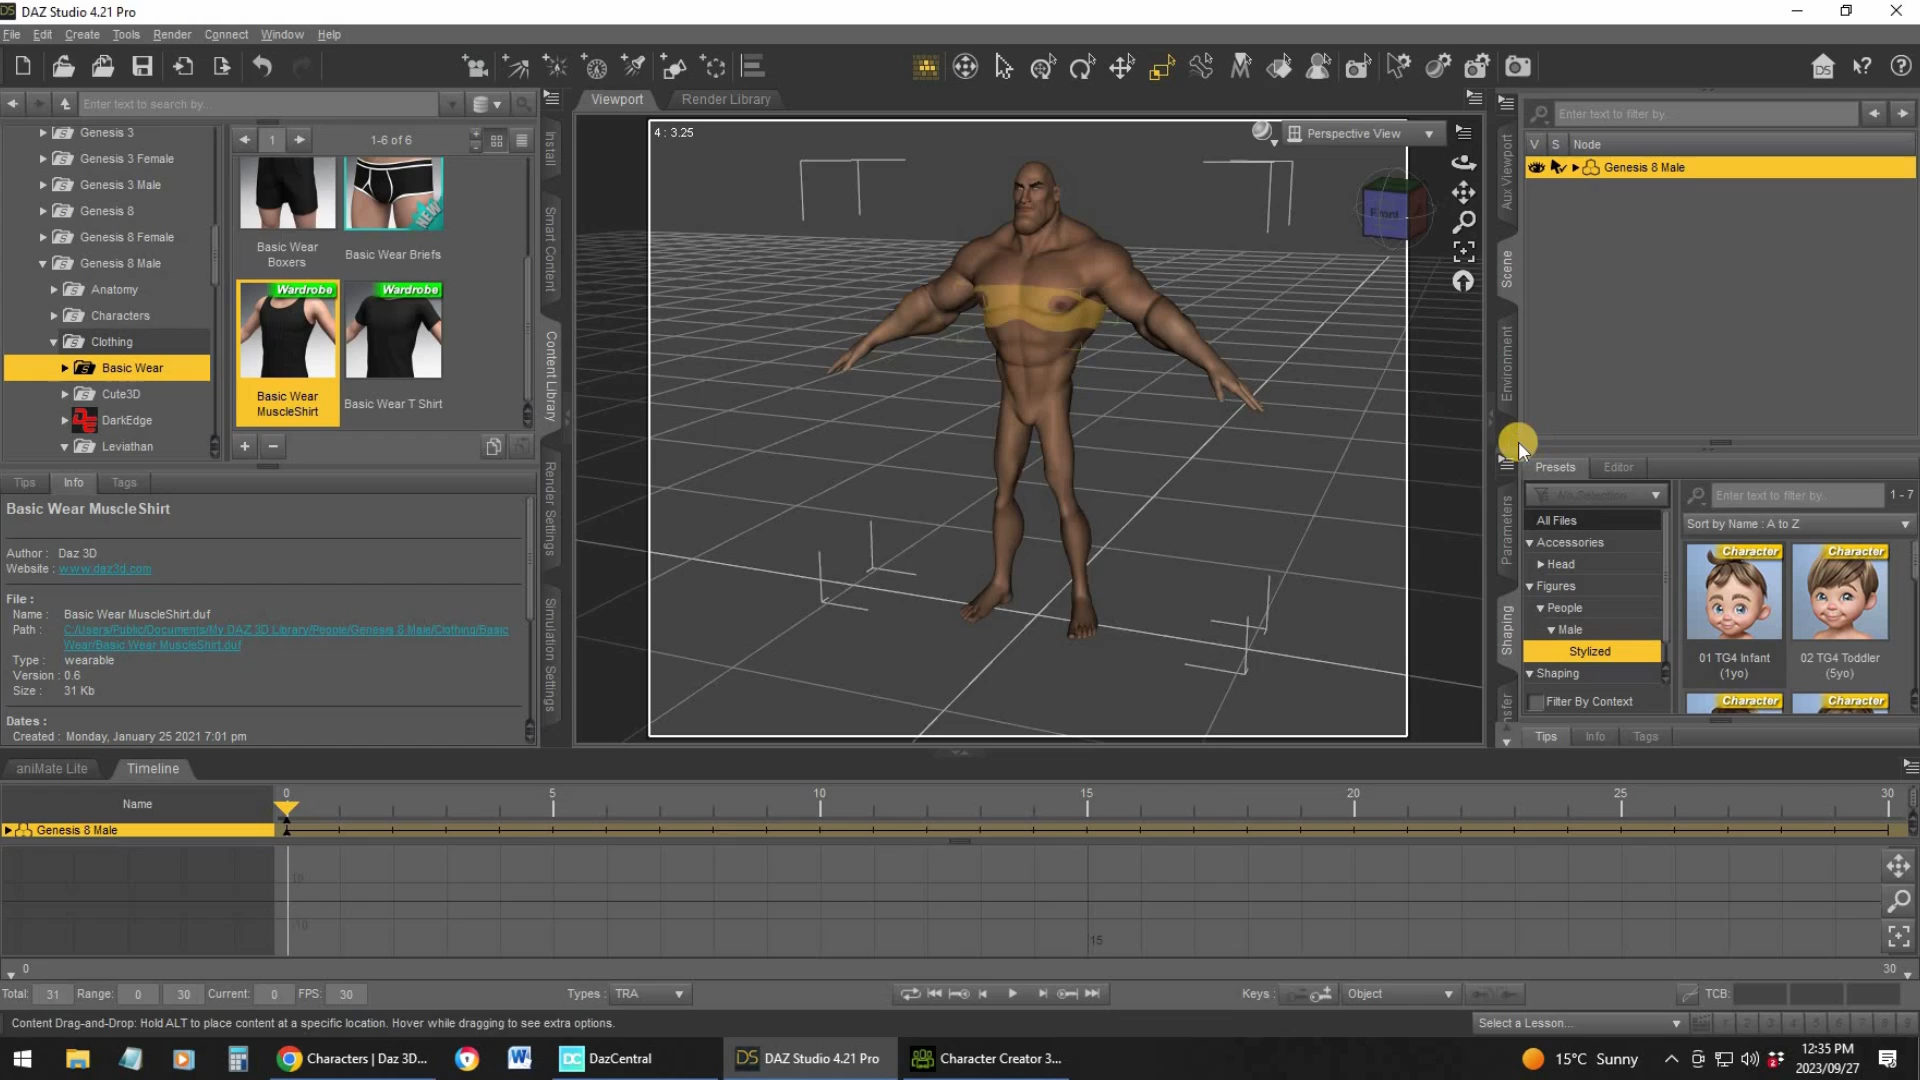 DAZ Studio 4.21 Pro
File Edit Create Tools Render Connect Window Help
Enter text to search by...
Genesis 3
Genesis 3 Female
Genesis 3 Male
Genesis 8
Genesis 8 Female
Genesis 8 Male
Anatomy
Characters
Clothing
Basic Wear
Cute3D
DarkEdge
Leviathan
1
1-6 of 6
Basic Wear
Boxers
NEW
Basic Wear Briefs
Wardrobe
Basic Wear
MuscleShirt
Wardrobe
Basic Wear T Shirt
Install
Smart Content
Content Library
Render Settings
Simulation Settings
Tips Info Tags
Basic Wear MuscleShirt
Author : Daz 3D
Website : www.daz3d.com
File :
Name : Basic Wear MuscleShirt.duf
Path : C:/Users/Public/Documents/My DAZ 3D Library/People/Genesis 8 Male/Clothing/Basic
Wear/Basic Wear MuscleShirt.duf
Type : wearable
Version : 0.6
Size : 31 Kb
Dates :
Created : Monday, January 25 2021 7:01 pm
Viewport Render Library
4 : 3.25
Perspective View
Front
Aux Viewport
Scene
Environment
Enter text to filter by...
V S Node
Genesis 8 Male
Parameters
Shaping
Presets Editor
Enter text to filter by... 1 - 7
All Files
Accessories
Head
Figures
People
Male
Stylized
Shaping
Filter By Context
Sort by Name : A to Z
Character
01 TG4 Infant
(1yo)
Character
02 TG4 Toddler
(5yo)
Character
Character
Tips Info Tags
aniMate Lite Timeline
Name
0 5 10 15 20 25 30
Genesis 8 Male
15
0 30
Total: 31 Range: 0 30 Current: 0 FPS: 30 Types : TRA Keys : Object TCB:
Content Drag-and-Drop: Hold ALT to place content at a specific location. Hover while dragging to see extra options.
Select a Lesson...
Characters | Daz 3D...
DazCentral
DAZ Studio 4.21 Pro
Character Creator 3...
15°C Sunny
12:35 PM
2023/09/27